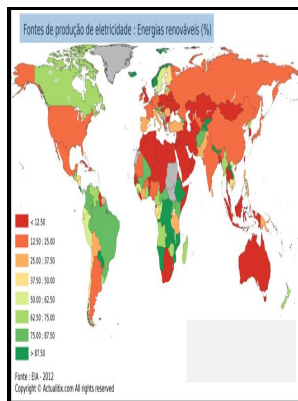 Fontes de produção de eletricidade : Energias renováveis (%)
< 12.50
12.50 ; 25.00
25.00 ; 37.50
37.50 ; 50.00
50.00 ; 62.50
62.50 ; 75.00
75.00 ; 87.50
> 87.50
Fonte : EIA - 2012
Copyright © Actualitix.com All rights reserved